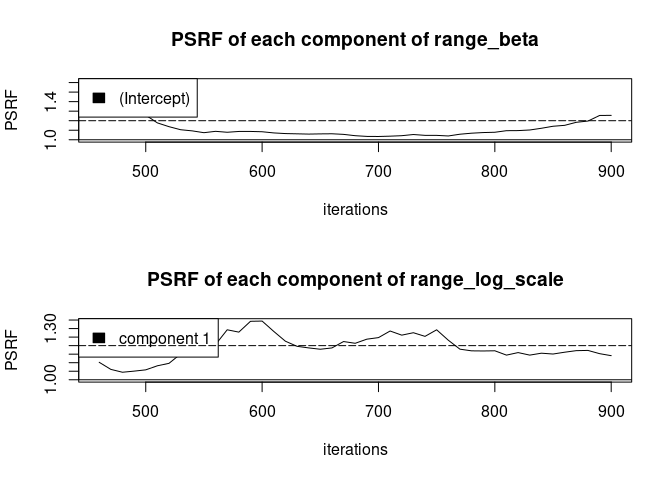 PSRF of each component of range_beta
PSRF
1.0 1.4
(Intercept)
500 600 700 800 900
iterations
PSRF of each component of range_log_scale
PSRF
1.00 1.30
component 1
500 600 700 800 900
iterations